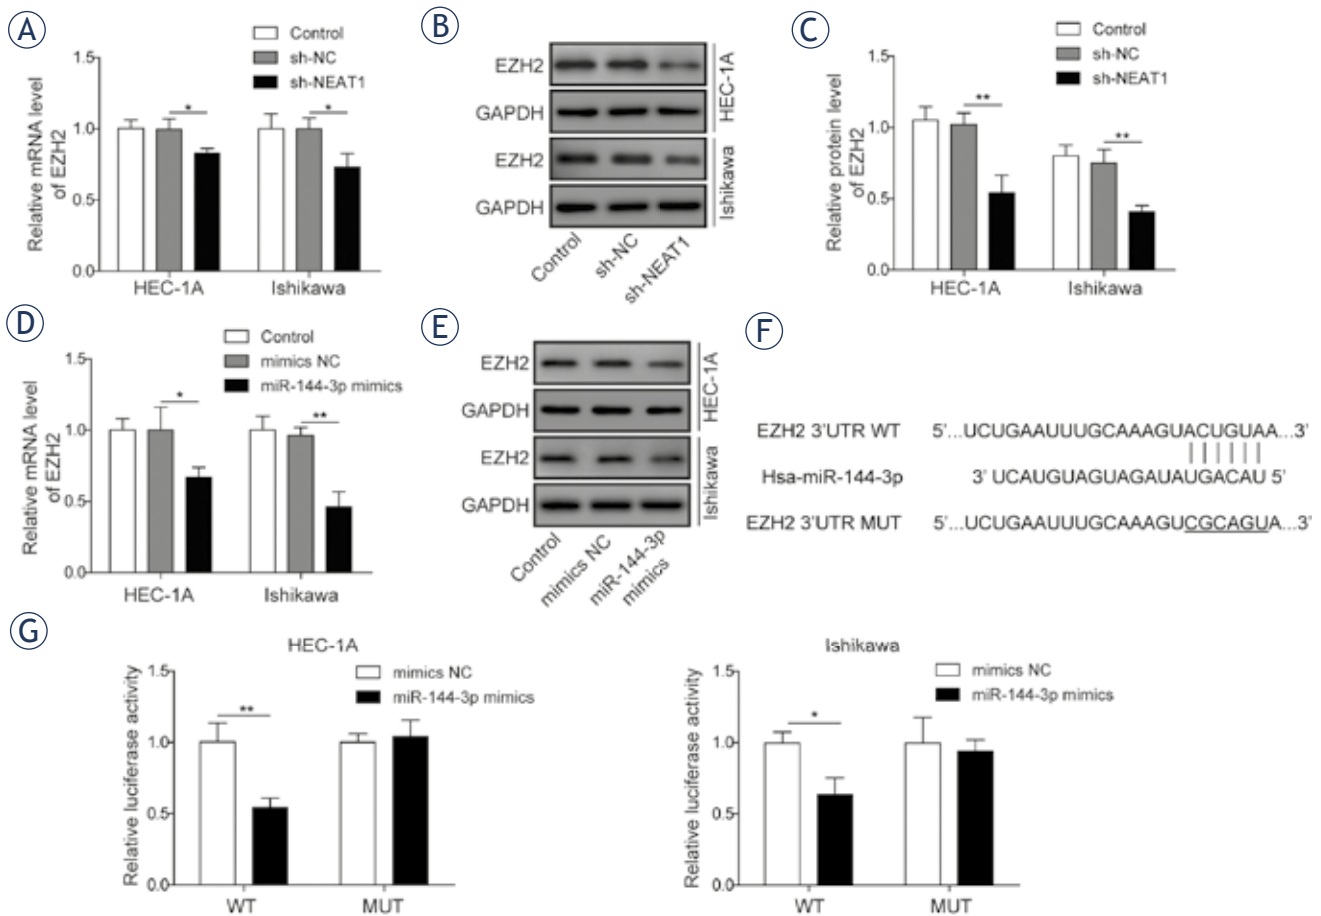 A
Control
sh-NC
sh-NEAT1
Relative mRNA level
of EZH2
1.5
1.0
0.5
0.0
*
*
HEC-1A
Ishikawa
B
EZH2
GAPDH
EZH2
GAPDH
HEC-1A
Ishikawa
Control
sh-NC
sh-NEAT1
C
Control
sh-NC
sh-NEAT1
Relative protein level
of EZH2
1.5
1.0
0.5
0.0
**
**
HEC-1A
Ishikawa
D
Control
mimics NC
miR-144-3p mimics
Relative mRNA level
of EZH2
1.5
1.0
0.5
0.0
*
**
HEC-1A
Ishikawa
E
EZH2
GAPDH
EZH2
GAPDH
HEC-1A
Ishikawa
Control
mimics NC
miR-144-3p
mimics
F
EZH2 3'UTR WT 5'...UCUGAAUUUGCAAAGUACUGUAA...3'
Hsa-miR-144-3p 3' UCAUGUAGUAGAUAUGACAU 5'
EZH2 3'UTR MUT 5'...UCUGAAUUUGCAAAGUCGCAGUA...3'
G
HEC-1A
mimics NC
miR-144-3p mimics
Relative luciferase activity
1.5
1.0
0.5
0.0
**
WT
MUT
Ishikawa
mimics NC
miR-144-3p mimics
Relative luciferase activity
1.5
1.0
0.5
0.0
*
WT
MUT